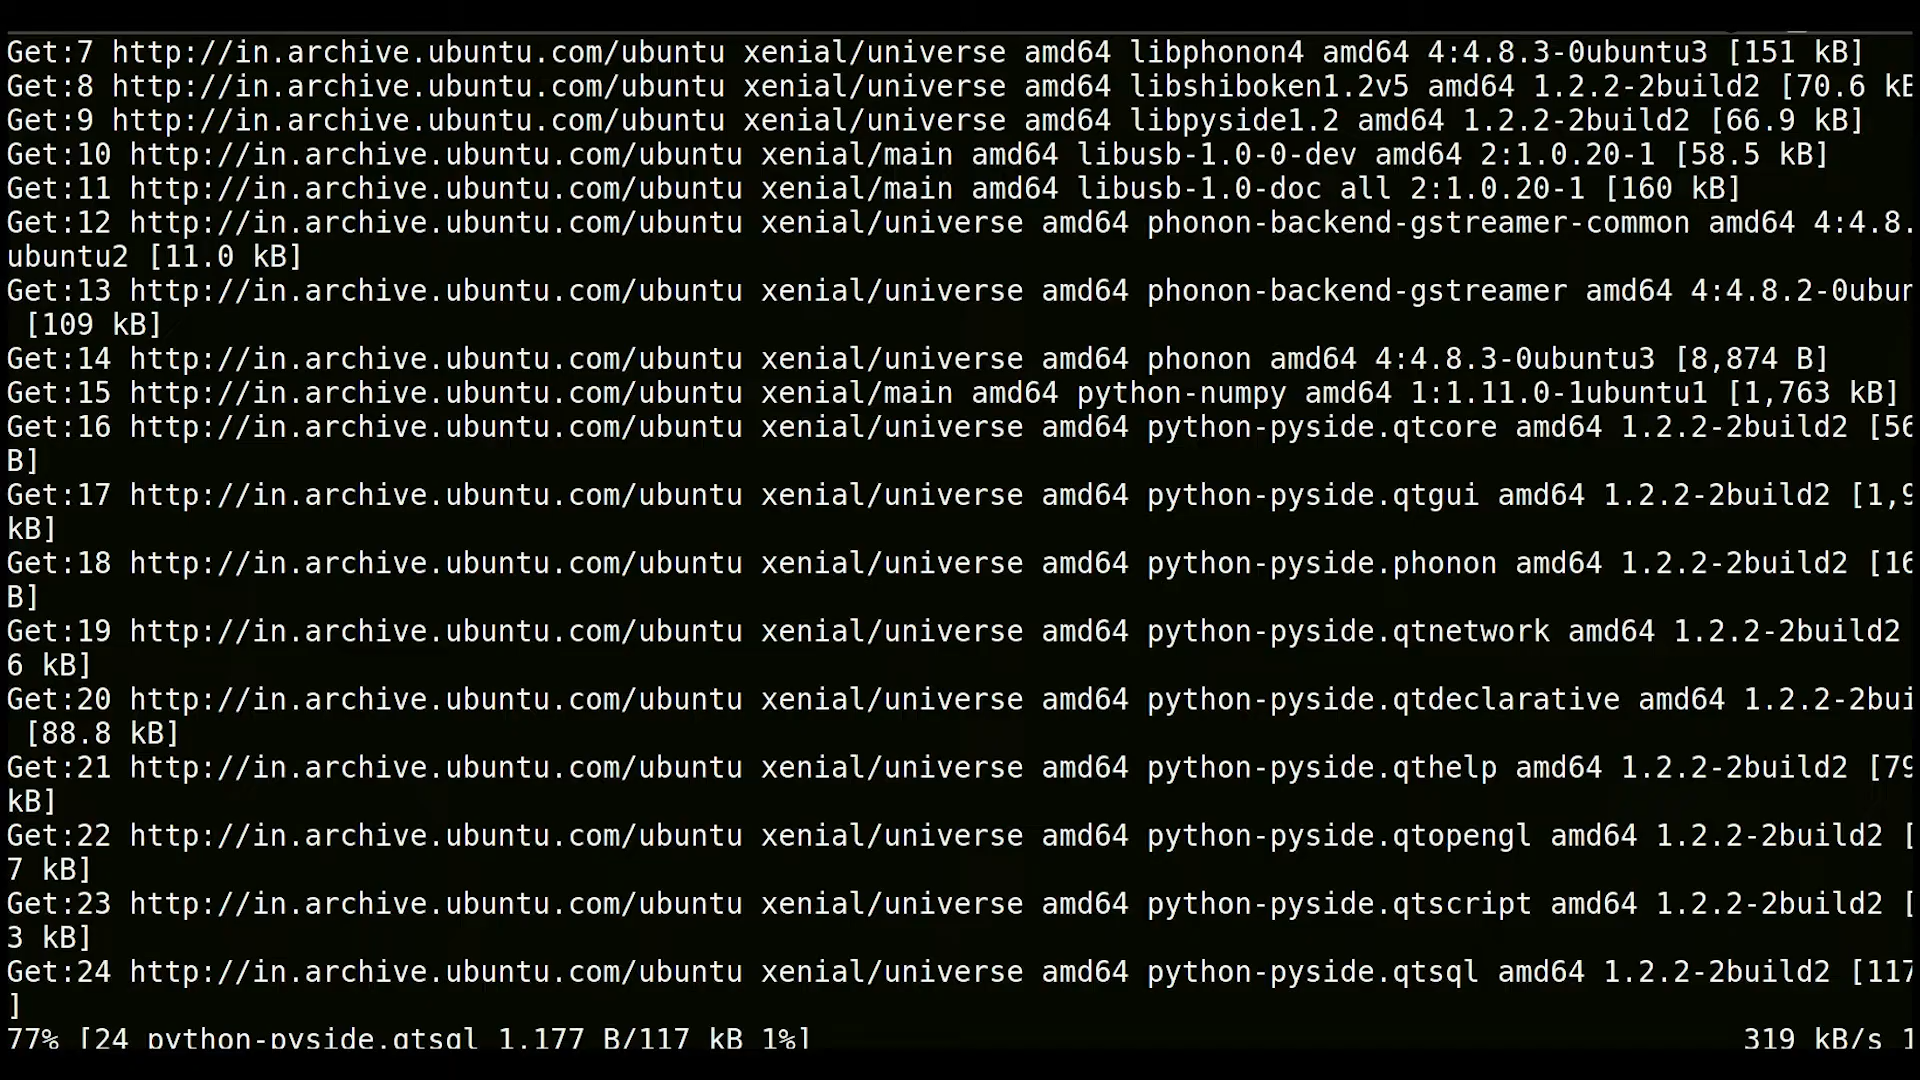 Get:7 http://in.archive.ubuntu.com/ubuntu xenial/universe amd64 libphonon4 amd64 4:4.8.3-0ubuntu3 [151 kB]
Get:8 http://in.archive.ubuntu.com/ubuntu xenial/universe amd64 libshiboken1.2v5 amd64 1.2.2-2build2 [70.6 kB
Get:9 http://in.archive.ubuntu.com/ubuntu xenial/universe amd64 libpyside1.2 amd64 1.2.2-2build2 [66.9 kB]
Get:10 http://in.archive.ubuntu.com/ubuntu xenial/main amd64 libusb-1.0-0-dev amd64 2:1.0.20-1 [58.5 kB]
Get:11 http://in.archive.ubuntu.com/ubuntu xenial/main amd64 libusb-1.0-doc all 2:1.0.20-1 [160 kB]
Get:12 http://in.archive.ubuntu.com/ubuntu xenial/universe amd64 phonon-backend-gstreamer-common amd64 4:4.8.
ubuntu2 [11.0 kB]
Get:13 http://in.archive.ubuntu.com/ubuntu xenial/universe amd64 phonon-backend-gstreamer amd64 4:4.8.2-0ubun
[109 kB]
Get:14 http://in.archive.ubuntu.com/ubuntu xenial/universe amd64 phonon amd64 4:4.8.3-0ubuntu3 [8,874 B]
Get:15 http://in.archive.ubuntu.com/ubuntu xenial/main amd64 python-numpy amd64 1:1.11.0-1ubuntu1 [1,763 kB]
Get:16 http://in.archive.ubuntu.com/ubuntu xenial/universe amd64 python-pyside.qtcore amd64 1.2.2-2build2 [56
B]
Get:17 http://in.archive.ubuntu.com/ubuntu xenial/universe amd64 python-pyside.qtgui amd64 1.2.2-2build2 [1,9
kB]
Get:18 http://in.archive.ubuntu.com/ubuntu xenial/universe amd64 python-pyside.phonon amd64 1.2.2-2build2 [16
B]
Get:19 http://in.archive.ubuntu.com/ubuntu xenial/universe amd64 python-pyside.qtnetwork amd64 1.2.2-2build2
6 kB]
Get:20 http://in.archive.ubuntu.com/ubuntu xenial/universe amd64 python-pyside.qtdeclarative amd64 1.2.2-2bui
[88.8 kB]
Get:21 http://in.archive.ubuntu.com/ubuntu xenial/universe amd64 python-pyside.qthelp amd64 1.2.2-2build2 [79
kB]
Get:22 http://in.archive.ubuntu.com/ubuntu xenial/universe amd64 python-pyside.qtopengl amd64 1.2.2-2build2 [
7 kB]
Get:23 http://in.archive.ubuntu.com/ubuntu xenial/universe amd64 python-pyside.qtscript amd64 1.2.2-2build2 [
3 kB]
Get:24 http://in.archive.ubuntu.com/ubuntu xenial/universe amd64 python-pyside.qtsql amd64 1.2.2-2build2 [117
]
77% [24 python-pyside.qtsql 1,177 B/117 kB 1%] 319 kB/s 1